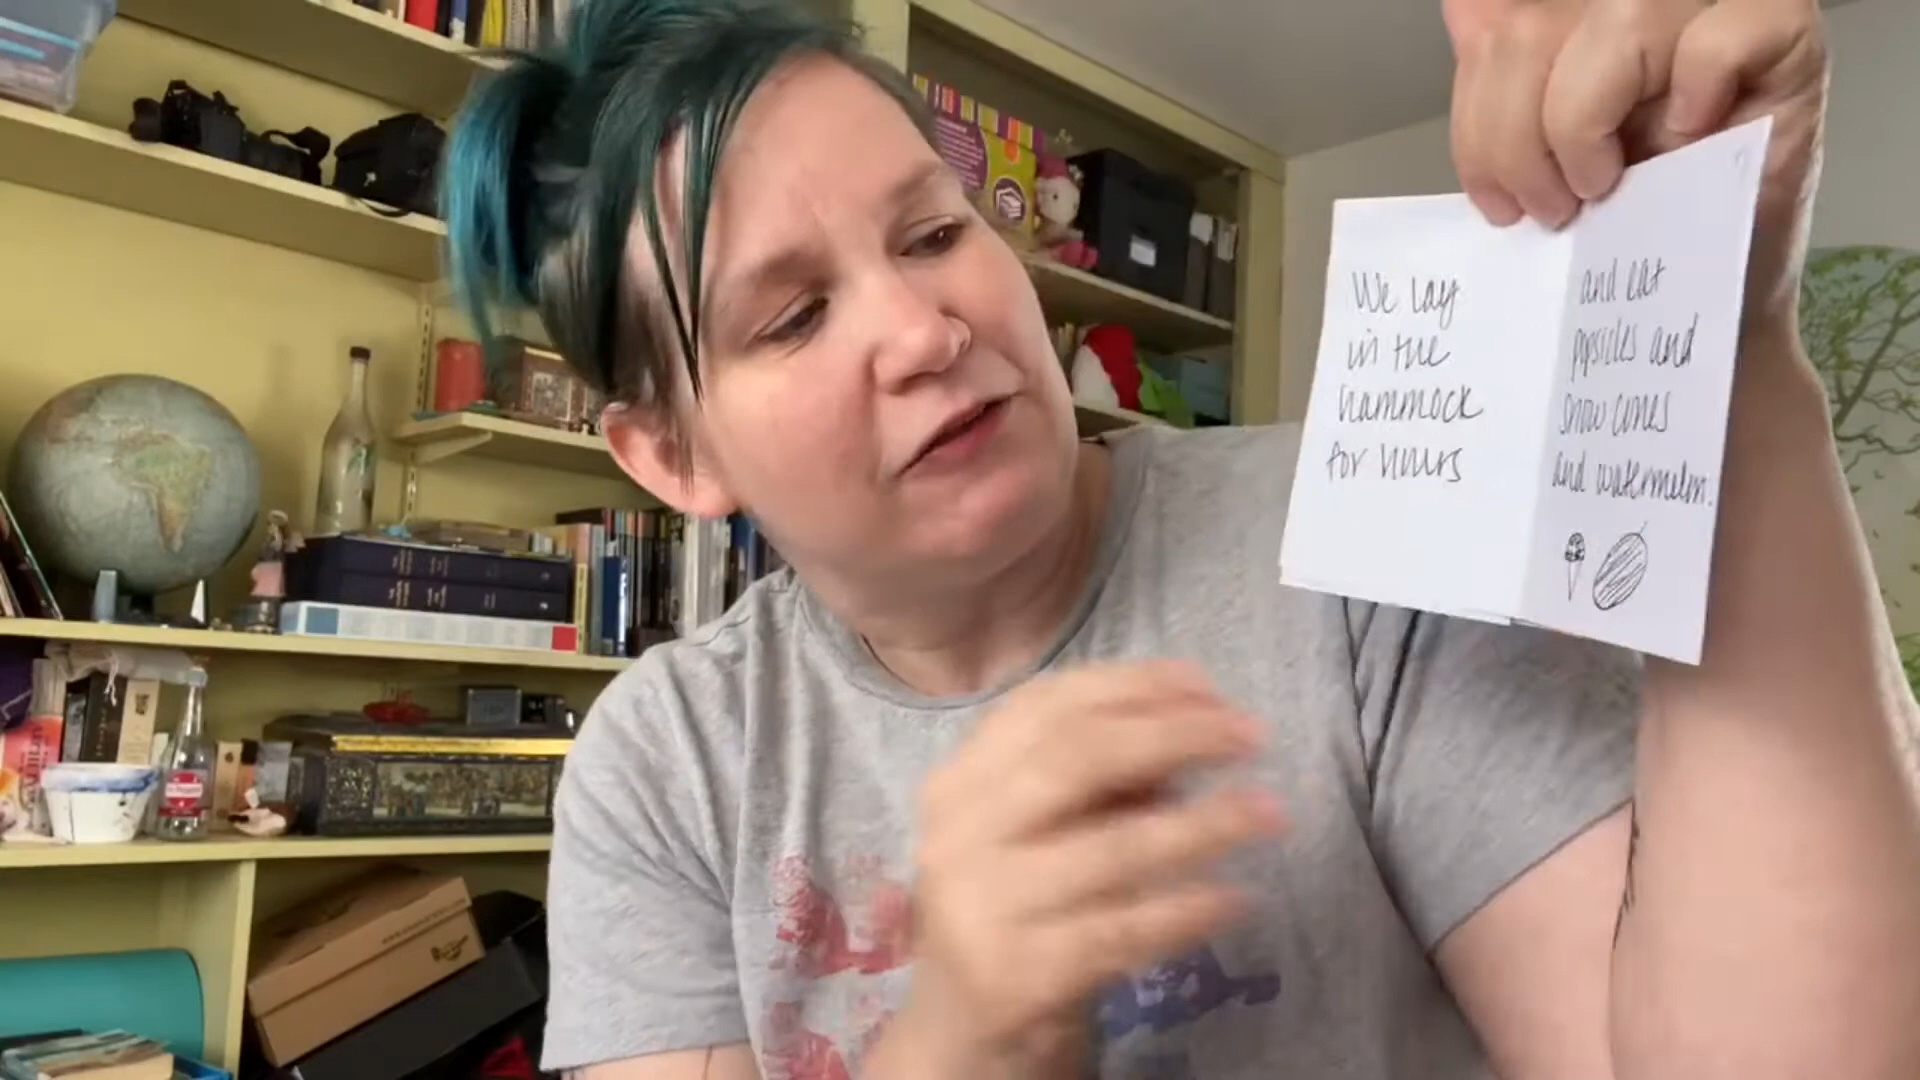 We lay
in the
hammock
for hours
and eat
popsicles and
snow cones
and watermelon.